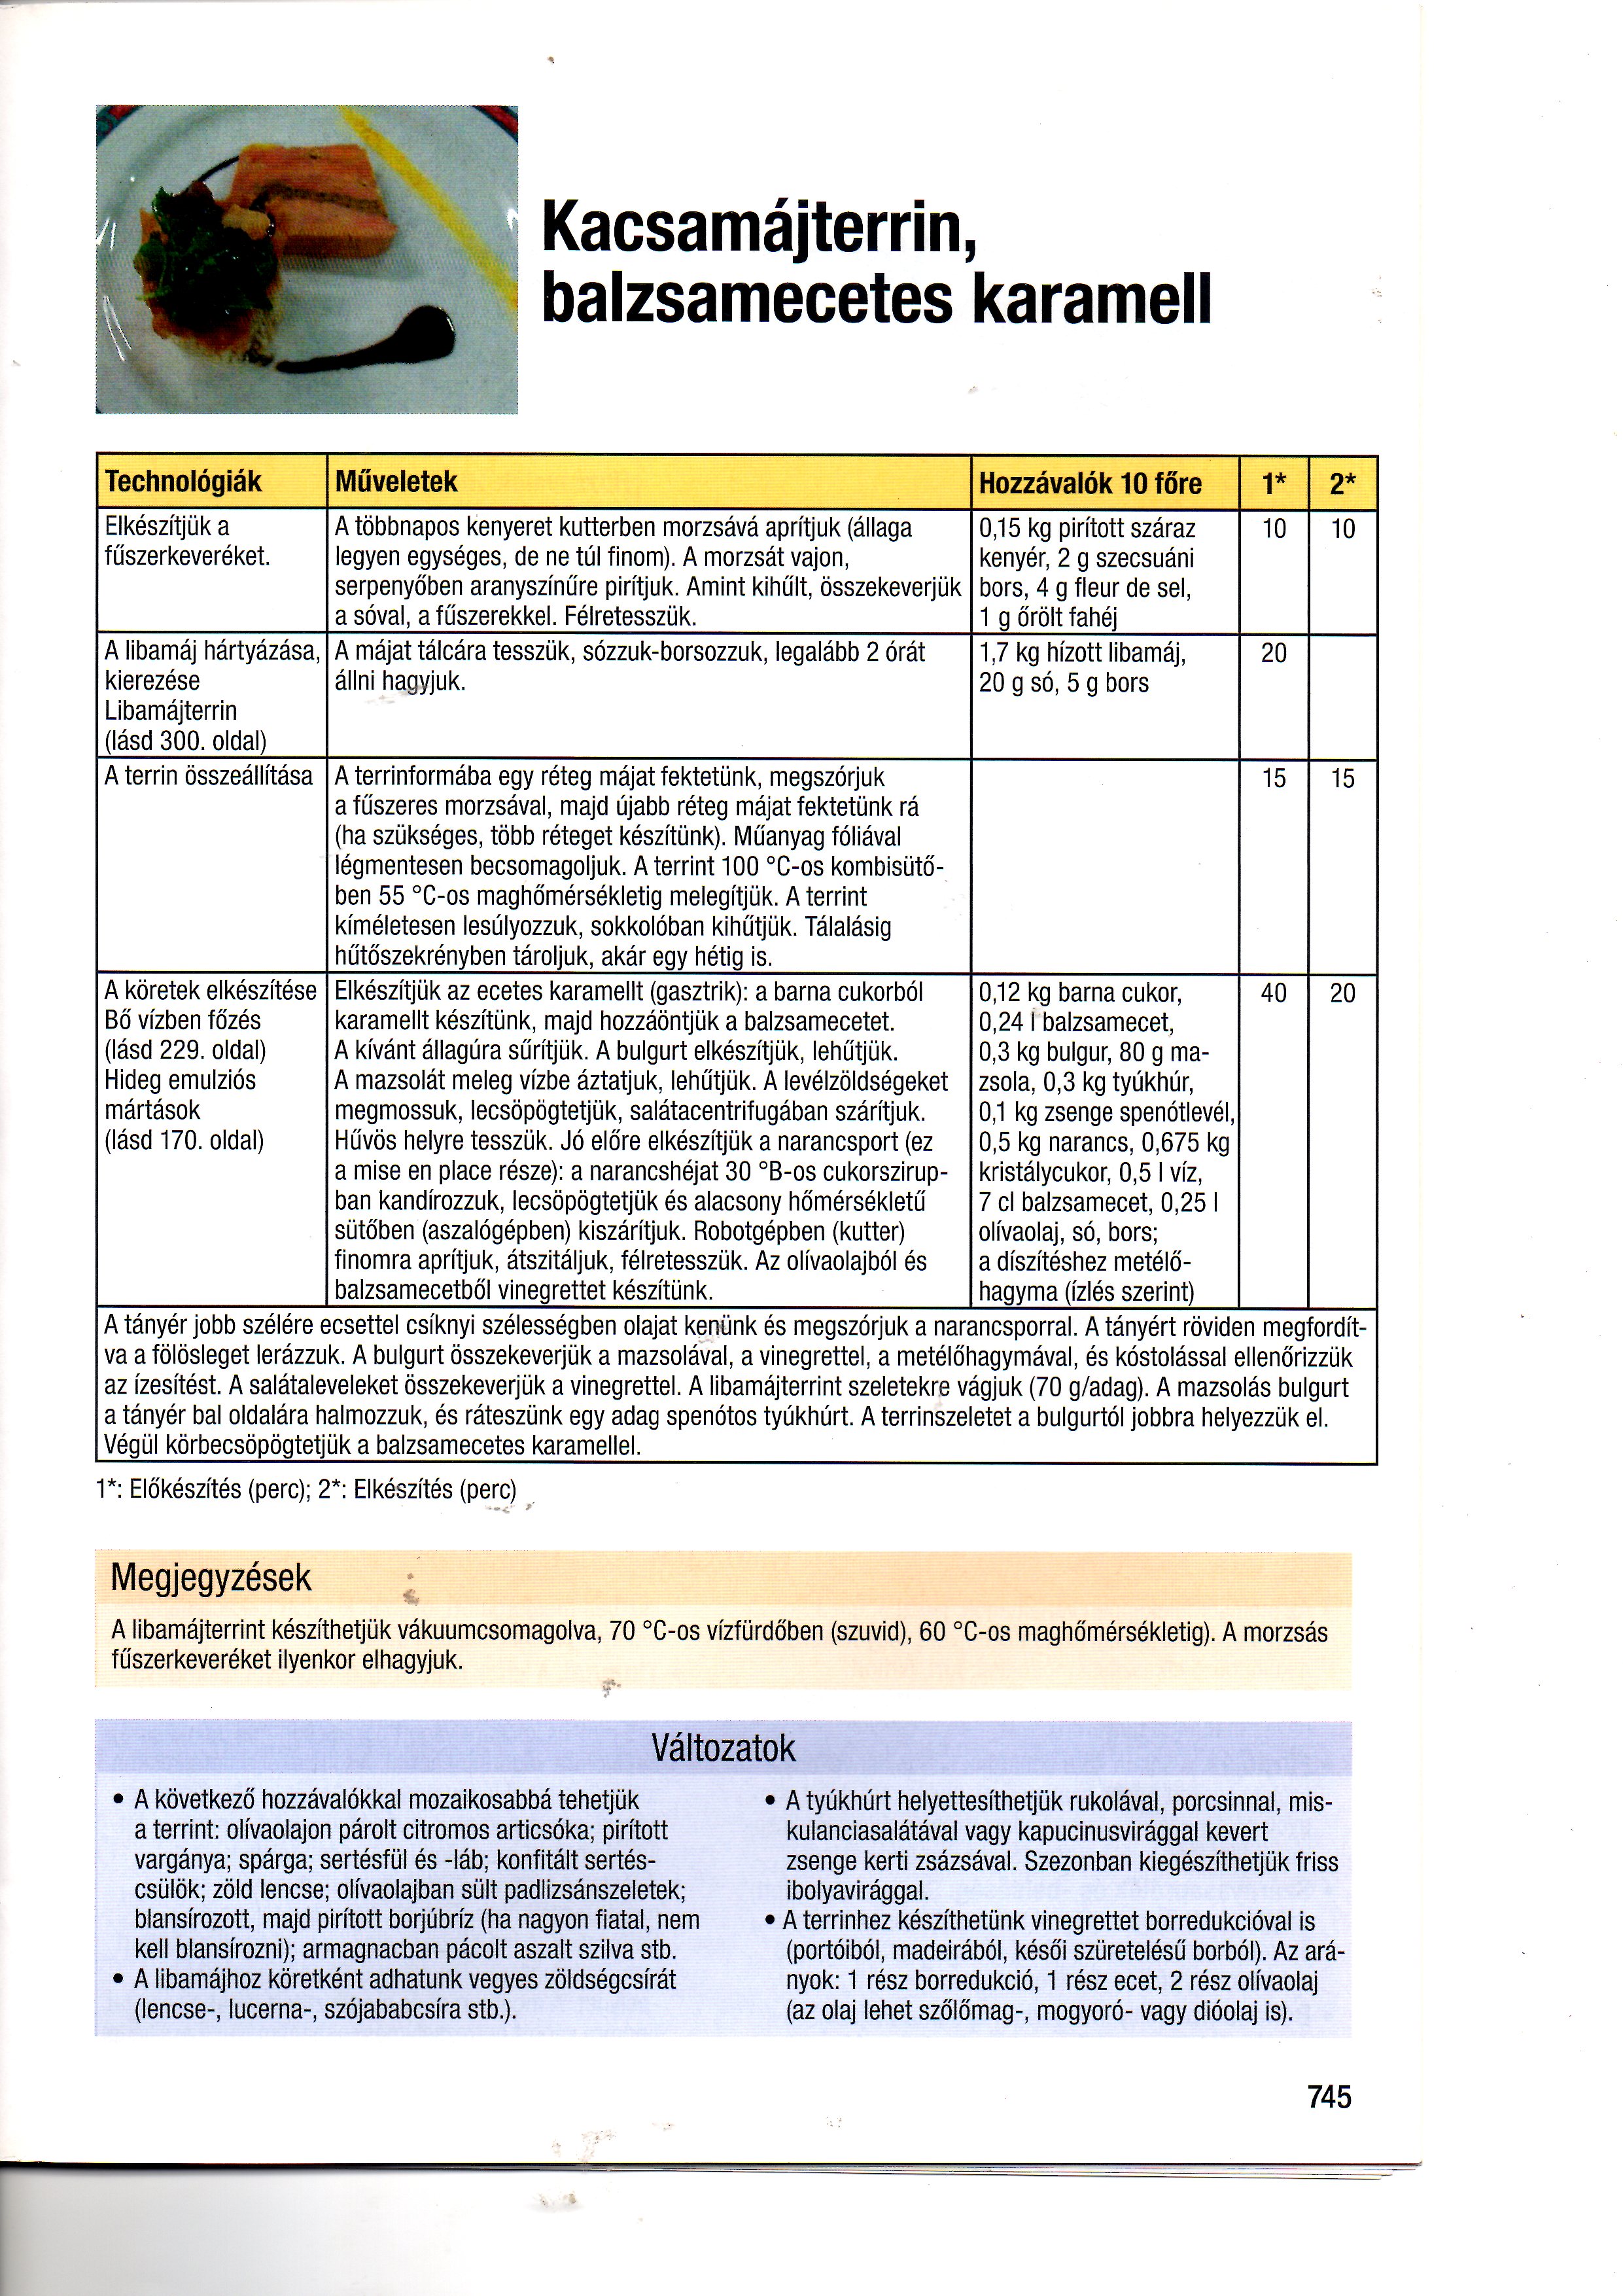 Kacsamájterrin,
balzsamecetes karamell
Technológiák
Műveletek
Hozzávalók 10 főre
1*
2*
Elkészítjük a
fűszerkeveréket.
A többnapos kenyeret kutterben morzsává aprítjuk (állaga
legyen egységes, de ne túl finom). A morzsát vajon,
serpenyőben aranyszínűre pirítjuk. Amint kihűlt, összekeverjük
a sóval, a fűszerekkel. Félretesszük.
0,15 kg pirított száraz
kenyér, 2 g szecsuáni
bors, 4 g fleur de sel,
1 g őrölt fahéj
10
10
A libamáj hártyázása,
kierezése
Libamájterrin
(lásd 300. oldal)
A májat tálcára tesszük, sózzuk-borsozzuk, legalább 2 órát
állni hagyjuk.
1,7 kg hízott libamáj,
20 g só, 5 g bors
20
A terrin összeállítása
A terrinformába egy réteg májat fektetünk, megszórjuk
a fűszeres morzsával, majd újabb réteg májat fektetünk rá
(ha szükséges, több réteget készítünk). Műanyag fóliával
légmentesen becsomagoljuk. A terrint 100 °C-os kombisütő-
ben 55 °C-os maghőmérsékletig melegítjük. A terrint
kíméletesen lesúlyozzuk, sokkolóban kihűtjük. Tálalásig
hűtőszekrényben tároljuk, akár egy hétig is.
15
15
A köretek elkészítése
Bő vízben főzés
(lásd 229. oldal)
Hideg emulziós
mártások
(lásd 170. oldal)
Elkészítjük az ecetes karamellt (gasztrik): a barna cukorból
karamellt készítünk, majd hozzáöntjük a balzsamecetet.
A kívánt állagúra sűrítjük. A bulgurt elkészítjük, lehűtjük.
A mazsolát meleg vízbe áztatjuk, lehűtjük. A levélzöldségeket
megmossuk, lecsöpögtetjük, salátacentrifugában szárítjuk.
Hűvös helyre tesszük. Jó előre elkészítjük a narancsport (ez
a mise en place része): a narancshéjat 30 °B-os cukorszirup-
ban kandírozzuk, lecsöpögtetjük és alacsony hőmérsékletű
sütőben (aszalógépben) kiszárítjuk. Robotgépben (kutter)
finomra aprítjuk, átszitáljuk, félretesszük. Az olívaolajból és
balzsamecetből vinegrettet készítünk.
0,12 kg barna cukor,
0,24 l balzsamecet,
0,3 kg bulgur, 80 g ma-
zsola, 0,3 kg tyúkhúr,
0,1 kg zsenge spenótlevél,
0,5 kg narancs, 0,675 kg
kristálycukor, 0,5 l víz,
7 cl balzsamecet, 0,25 l
olívaolaj, só, bors;
a díszítéshez metélő-
hagyma (ízlés szerint)
40
20
A tányér jobb szélére ecsettel csíknyi szélességben olajat kenünk és megszórjuk a narancsporral. A tányért röviden megfordít-
va a fölösleget lerázzuk. A bulgurt összekeverjük a mazsolával, a vinegrettel, a metélőhagymával, és kóstolással ellenőrizzük
az ízesítést. A salátaleveleket összekeverjük a vinegrettel. A libamájterrint szeletekre vágjuk (70 g/adag). A mazsolás bulgurt
a tányér bal oldalára halmozzuk, és ráteszünk egy adag spenótos tyúkhúrt. A terrinszeletet a bulgurtól jobbra helyezzük el.
Végül körbecsöpögtetjük a balzsamecetes karamellel.
1*: Előkészítés (perc); 2*: Elkészítés (perc)
Megjegyzések
A libamájterrint készíthetjük vákuumcsomagolva, 70 °C-os vízfürdőben (szuvid), 60 °C-os maghőmérsékletig). A morzsás
fűszerkeveréket ilyenkor elhagyjuk.
Változatok
• A következő hozzávalókkal mozaikosabbá tehetjük
a terrint: olívaolajon párolt citromos articsóka; pirított
vargánya; spárga; sertésfül és -láb; konfitált sertés-
csülök; zöld lencse; olívaolajban sült padlizsánszeletek;
blansírozott, majd pirított borjúbríz (ha nagyon fiatal, nem
kell blansírozni); armagnacban pácolt aszalt szilva stb.
• A libamájhoz köretként adhatunk vegyes zöldségcsírát
(lencse-, lucerna-, szójababcsíra stb.).
• A tyúkhúrt helyettesíthetjük rukolával, porcsinnal, mis-
kulanciasalátával vagy kapucinusvirággal kevert
zsenge kerti zsázsával. Szezonban kiegészíthetjük friss
ibolyavirággal.
• A terrinhez készíthetünk vinegrettet borredukcióval is
(portóiból, madeirából, késői szüretelésű borból). Az ará-
nyok: 1 rész borredukció, 1 rész ecet, 2 rész olívaolaj
(az olaj lehet szőlőmag-, mogyoró- vagy dióolaj is).
745